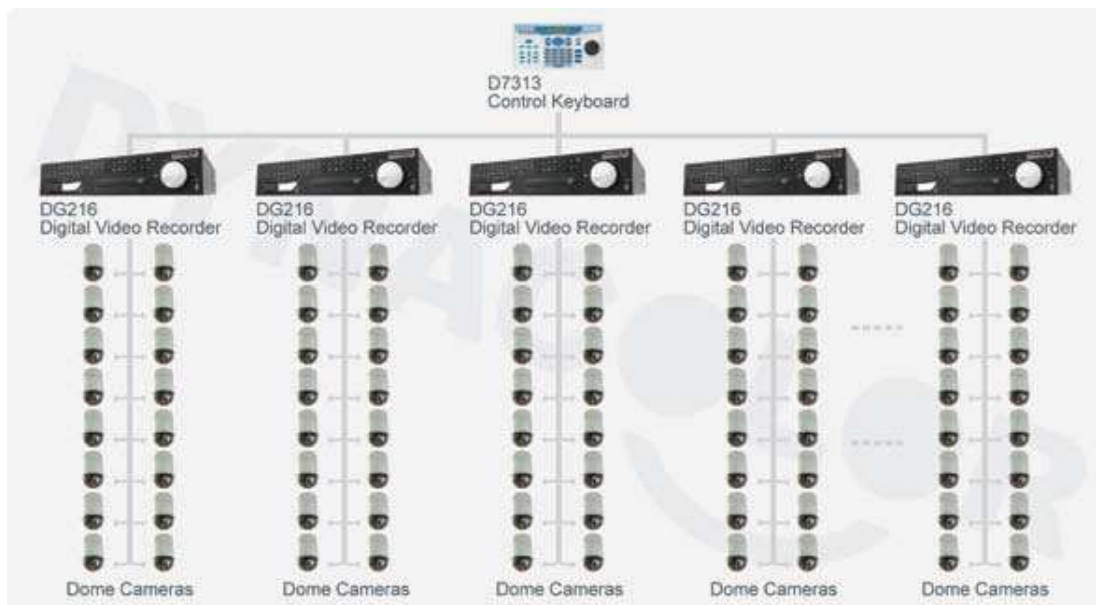 D7313
Control Keyboard
DG216
Digital Video Recorder
DG216
Digital Video Recorder
DG216
Digital Video Recorder
DG216
Digital Video Recorder
DG216
Digital Video Recorder
DYNACOLOR
Dome Cameras
Dome Cameras
Dome Cameras
Dome Cameras
Dome Cameras